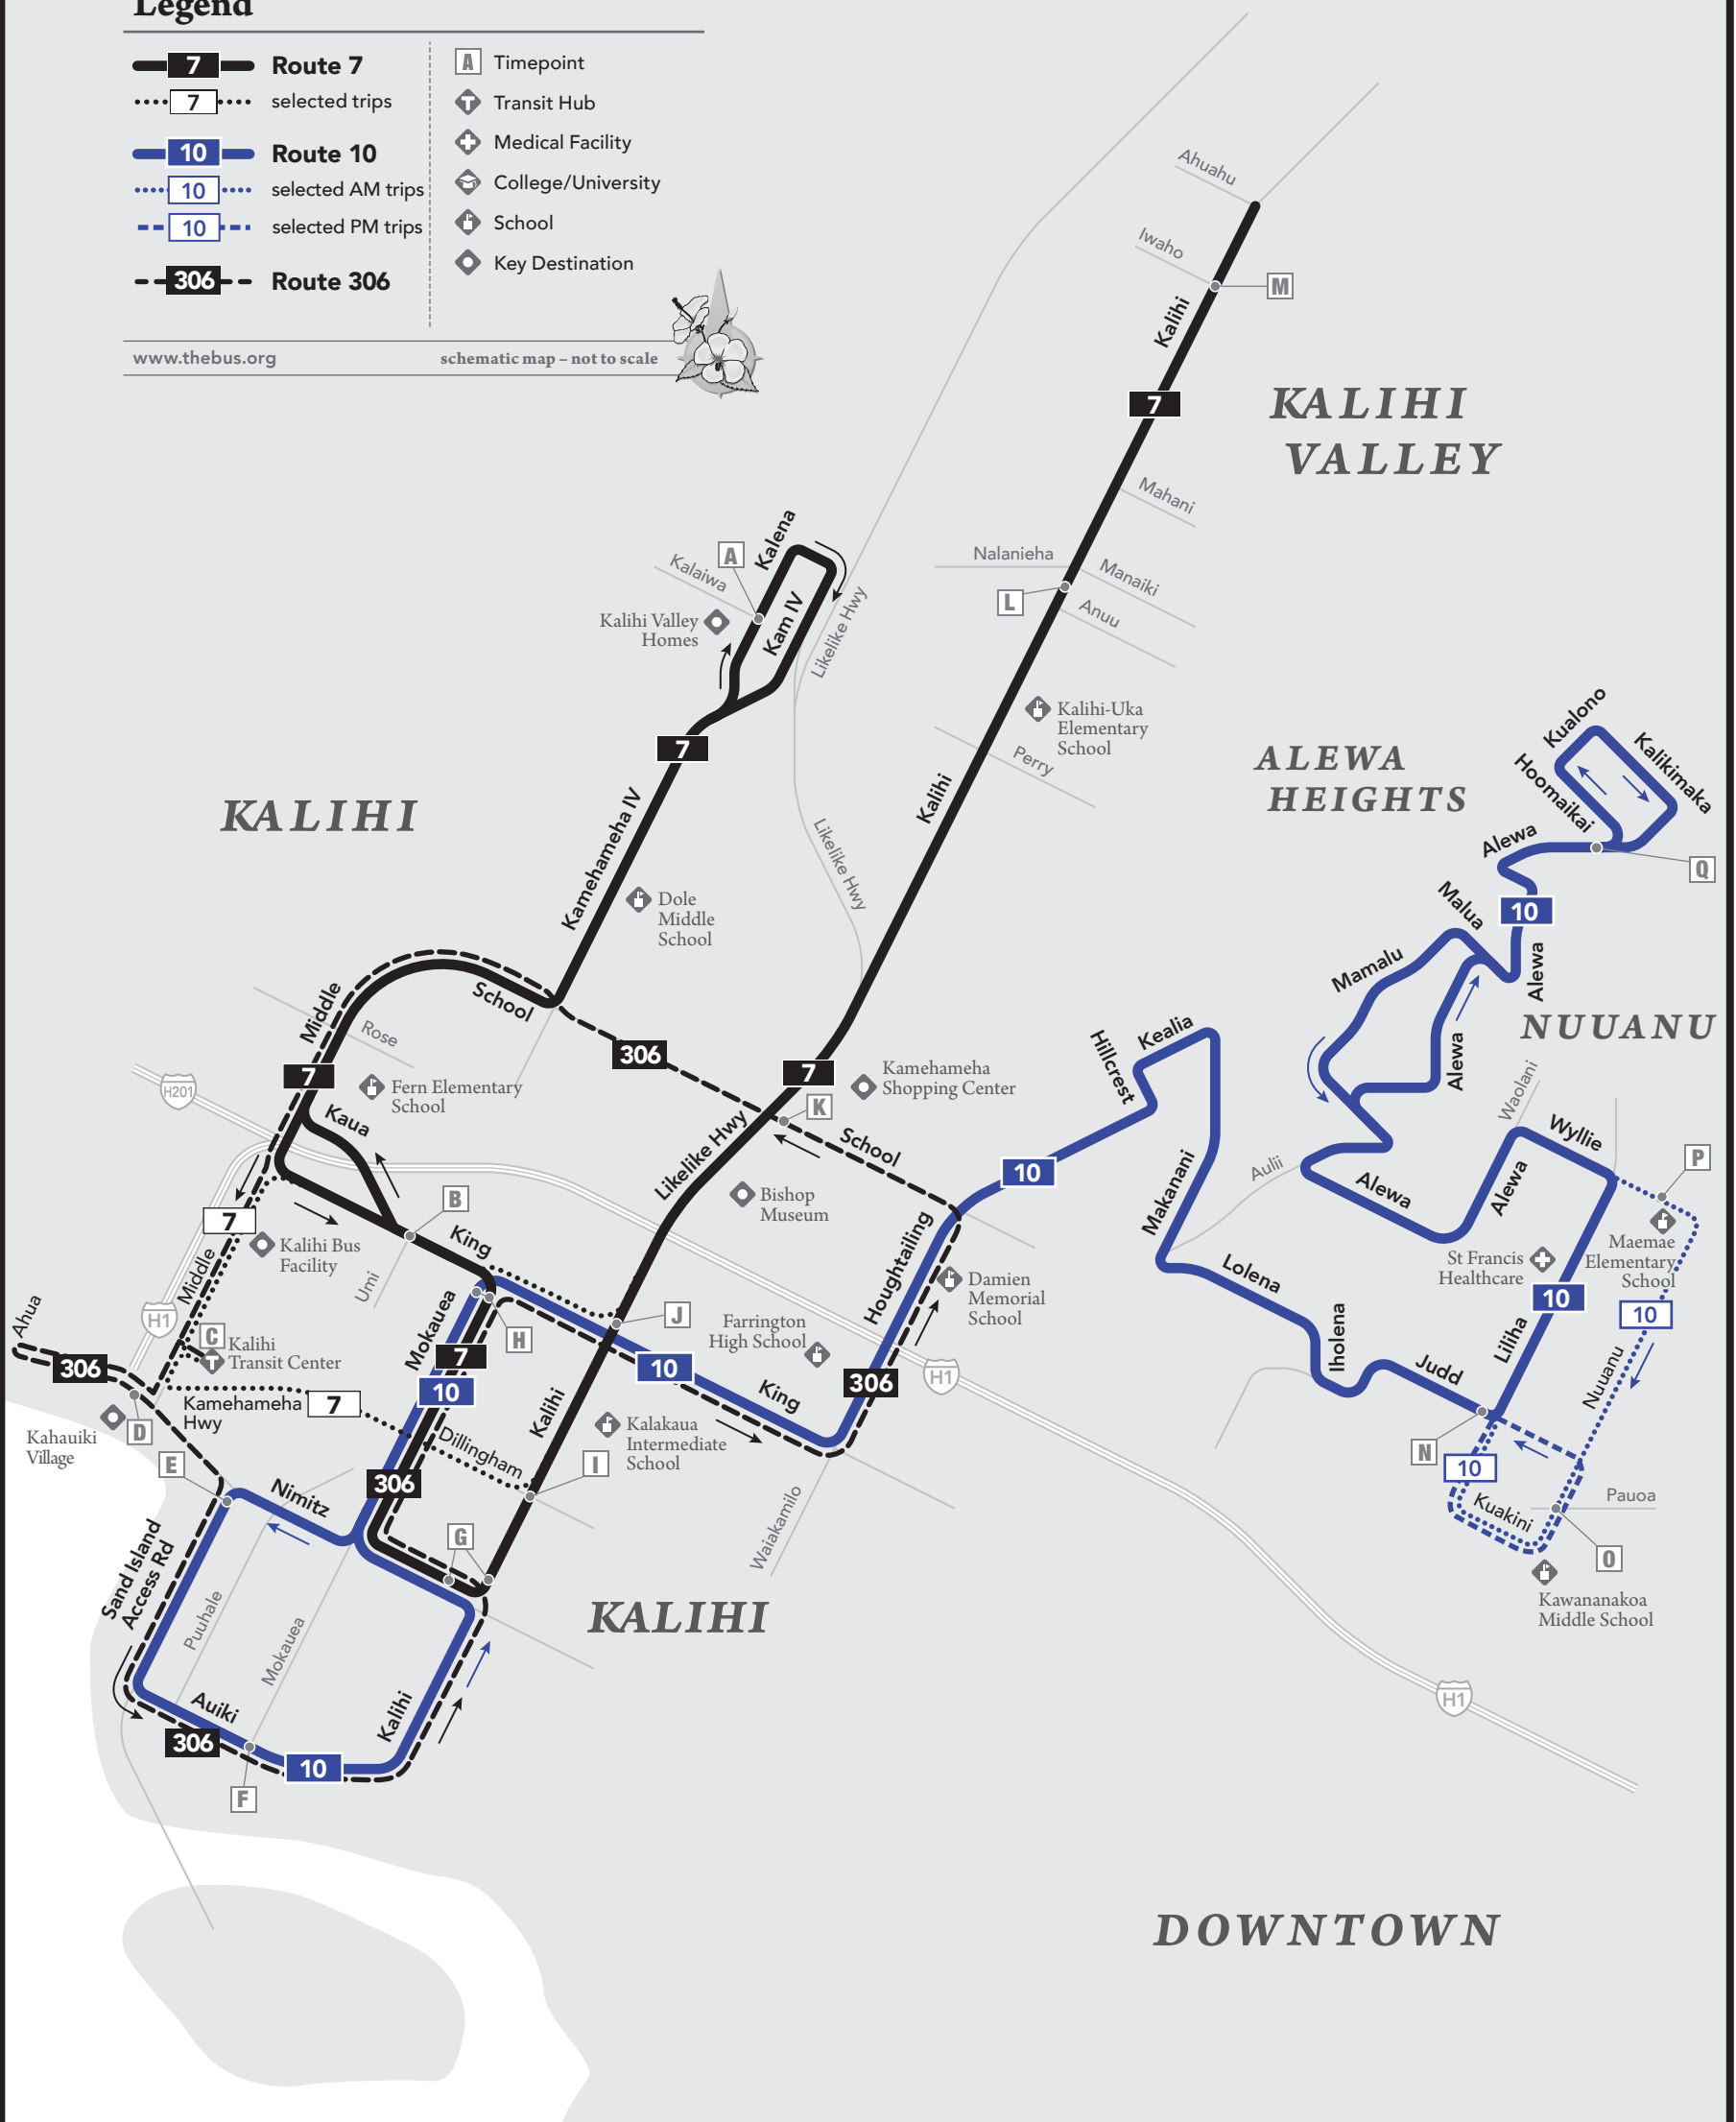 Legend
7 Route 7
7 selected trips
10 Route 10
10 selected AM trips
10 selected PM trips
306 Route 306
A Timepoint
Transit Hub
Medical Facility
College/University
School
Key Destination
www.thebus.org
schematic map – not to scale
Ahuahu
Iwaho
M
Kalihi
7
KALIHI
VALLEY
Mahani
Nalanieha
Manaiki
L
Anuu
Kalena
A
Kalaiwa
Kam IV
Likelike Hwy
Kalihi Valley
Homes
7
Kalihi-Uka
Elementary
School
Perry
Kalihi
KALIHI
Kamehameha IV
Likelike Hwy
Dole
Middle
School
ALEWA
HEIGHTS
Kualono
Kalikimaka
Hoomaikai
Alewa
Q
10
Malua
Mamalu
Alewa
Alewa
NUUANU
Middle
School
Rose
306
7
7
Kamehameha
Shopping Center
K
School
Fern Elementary
School
H201
Kaua
Likelike Hwy
Bishop
Museum
Hillcrest
Kealia
10
Makanani
Aulii
Alewa
Alewa
Waolani
Wyllie
P
Maemae
Elementary
School
St Francis
Healthcare
10
10
Liliha
Nuuanu
B
King
7
Kalihi Bus
Facility
Umi
Middle
H1
Ahua
306
C
Kalihi
Transit Center
Mokauea
H
J
7
10
10
Farrington
High School
Houghtailing
Damien
Memorial
School
306
H1
King
Lolena
Iholena
Judd
N
10
Kuakini
Pauoa
O
Kawananakoa
Middle School
Kamehameha
Hwy
7
D
Kahauiki
Village
E
Nimitz
306
Dillingham
Kalihi
Kalakaua
Intermediate
School
I
G
Waiakamilo
Sand Island
Access Rd
Puuhale
Mokauea
KALIHI
Auiki
306
Kalihi
10
F
H1
DOWNTOWN